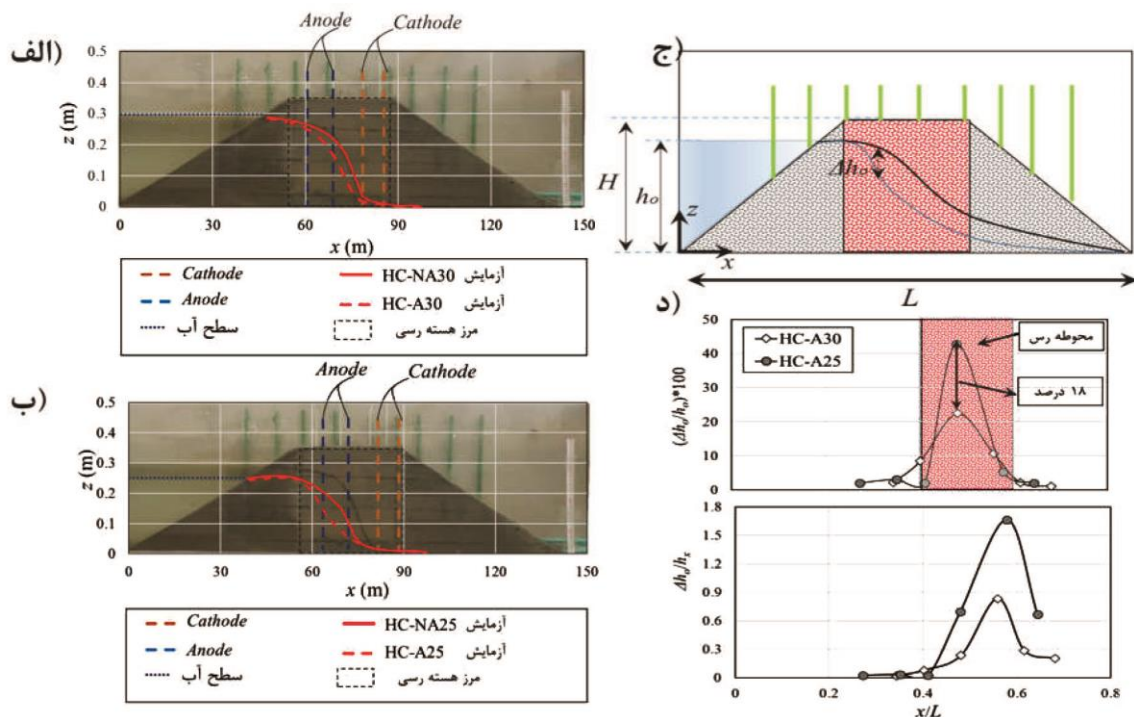 الف)
Anode
Cathode
z (m)
0.5
0.4
0.3
0.2
0.1
0
0 30 60 90 120 150
x (m)
Cathode
آزمایش HC-NA30
Anode
آزمایش HC-A30
سطح آب
مرز هسته رسی
ب)
Anode
Cathode
z (m)
0.5
0.4
0.3
0.2
0.1
0
0 30 60 90 120 150
x (m)
Cathode
آزمایش HC-NA25
Anode
آزمایش HC-A25
سطح آب
مرز هسته رسی
ج)
H
hₒ
Δhₒ
z
x
L
د)
(Δhₒ/hₒ)*100
50
40
30
20
10
0
HC-A30
HC-A25
محوطه رس
۱۸ درصد
Δhₒ/hₓ
1.8
1.5
1.2
0.9
0.6
0.3
0
0 0.2 0.4 0.6 0.8
x/L